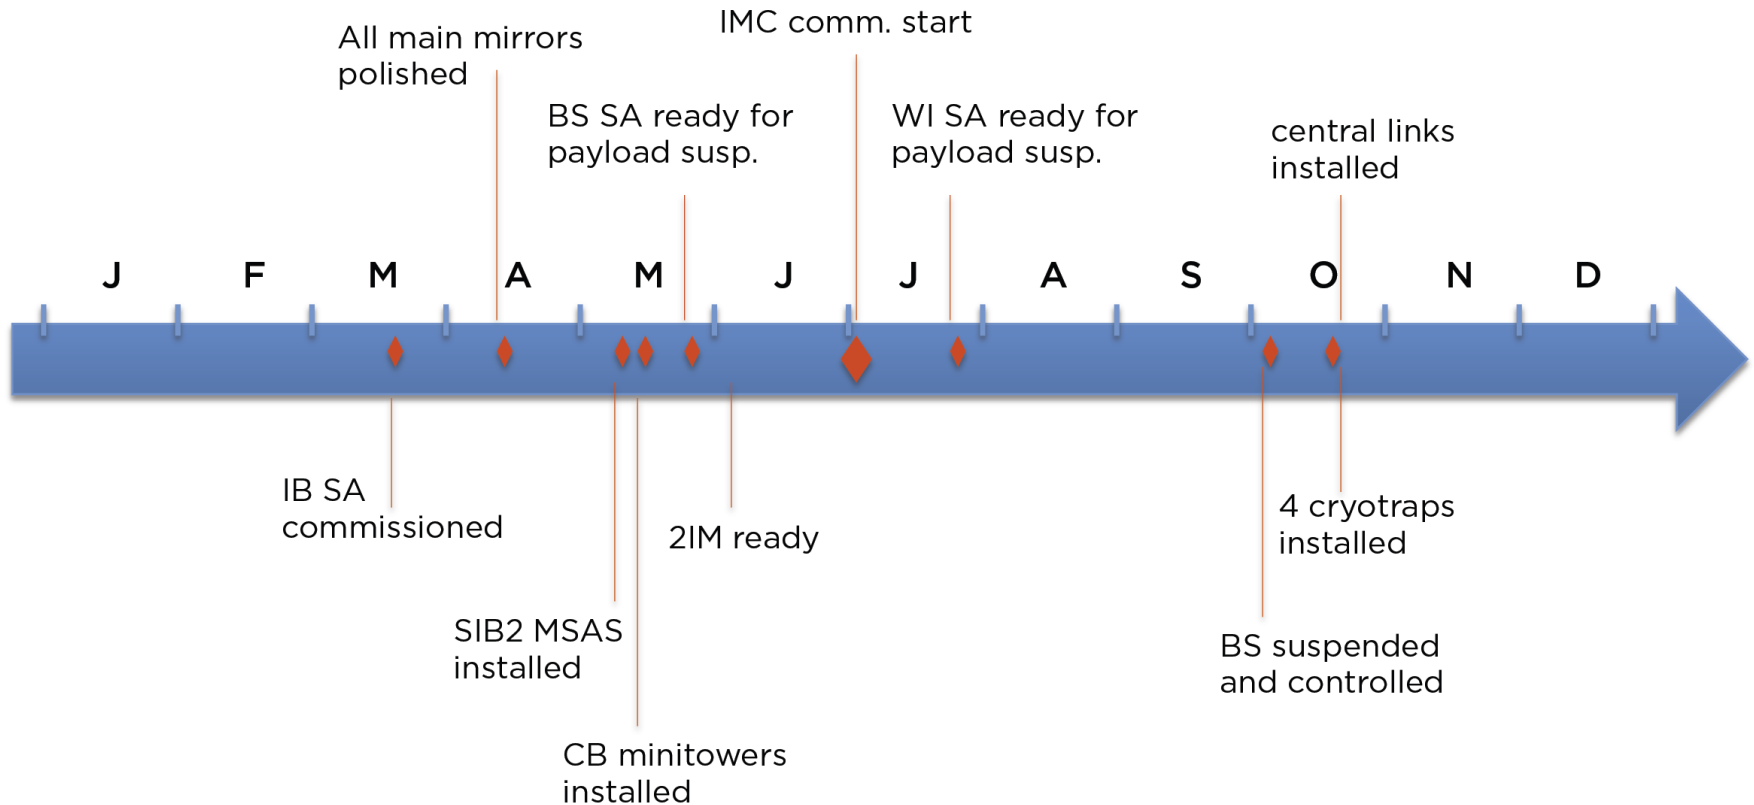 IMC comm. start
All main mirrors
polished
BS SA ready for
payload susp.
WI SA ready for
payload susp.
central links
installed
J F M A M J J A S O N D
IB SA
commissioned
2IM ready
4 cryotraps
installed
SIB2 MSAS
installed
BS suspended
and controlled
CB minitowers
installed